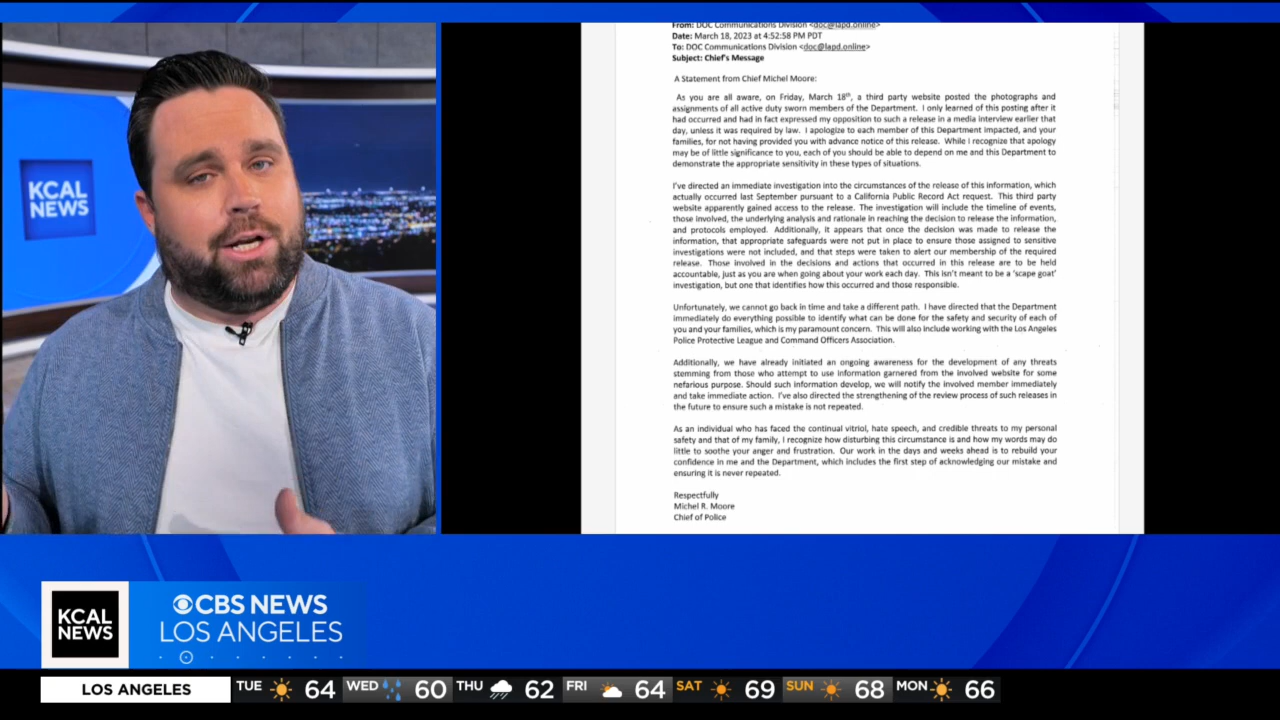 KCAL
NEWS
From: DOC Communications Division <doc@lapd.online>
Date: March 18, 2023 at 4:52:58 PM PDT
To: DOC Communications Division <doc@lapd.online>
Subject: Chief's Message
A Statement from Chief Michel Moore:
As you are all aware, on Friday, March 18th, a third party website posted the photographs and
assignments of all active duty sworn members of the Department. I only learned of this posting after it
had occurred and had in fact expressed my opposition to such a release in a media interview earlier that
day, unless it was required by law. I apologize to each member of this Department impacted, and your
families, for not having provided you with advance notice of this release. While I recognize that apology
may be of little significance to you, each of you should be able to depend on me and this Department to
demonstrate the appropriate sensitivity in these types of situations.
I've directed an immediate investigation into the circumstances of the release of this information, which
actually occurred last September pursuant to a California Public Record Act request. This third party
website apparently gained access to the release. The investigation will include the timeline of events,
those involved, the underlying analysis and rationale in reaching the decision to release the information,
and protocols employed. Additionally, it appears that once the decision was made to release the
information, that appropriate safeguards were not put in place to ensure those assigned to sensitive
investigations were not included, and that steps were taken to alert our membership of the required
release. Those involved in the decisions and actions that occurred in this release are to be held
accountable, just as you are when going about your work each day. This isn't meant to be a 'scape goat'
investigation, but one that identifies how this occurred and those responsible.
Unfortunately, we cannot go back in time and take a different path. I have directed that the Department
immediately do everything possible to identify what can be done for the safety and security of each of
you and your families, which is my paramount concern. This will also include working with the Los Angeles
Police Protective League and Command Officers Association.
Additionally, we have already initiated an ongoing awareness for the development of any threats
stemming from those who attempt to use information garnered from the involved website for some
nefarious purpose. Should such information develop, we will notify the involved member immediately
and take immediate action. I've also directed the strengthening of the review process of such releases in
the future to ensure such a mistake is not repeated.
As an individual who has faced the continual vitriol, hate speech, and credible threats to my personal
safety and that of my family, I recognize how disturbing this circumstance is and how my words may do
little to soothe your anger and frustration. Our work in the days and weeks ahead is to rebuild your
confidence in me and the Department, which includes the first step of acknowledging our mistake and
ensuring it is never repeated.
Respectfully
Michel R. Moore
Chief of Police
KCAL
NEWS
CBS NEWS
LOS ANGELES
LOS ANGELES TUE 64 WED 60 THU 62 FRI 64 SAT 69 SUN 68 MON 66